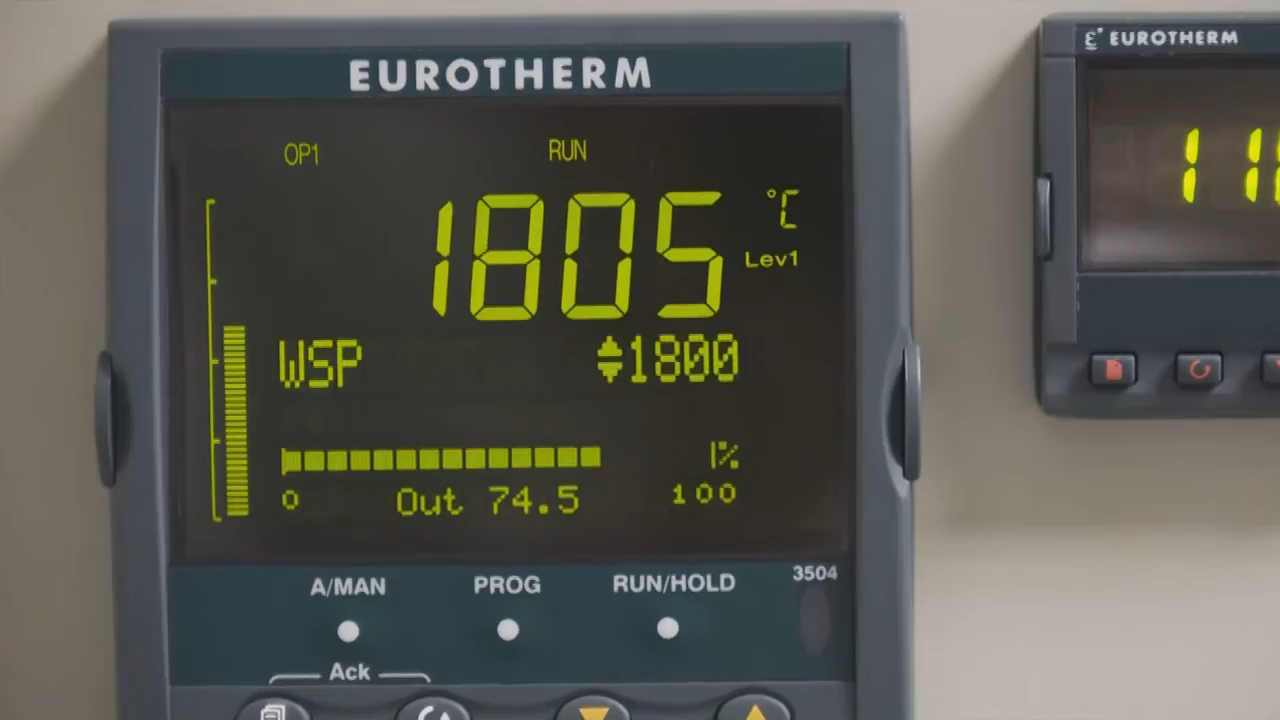 EUROTHERM
OP1 RUN
1805 °C
Lev1
WSP 1800
%
0 Out 74.5 100
A/MAN PROG RUN/HOLD 3504
Ack
EUROTHERM
11